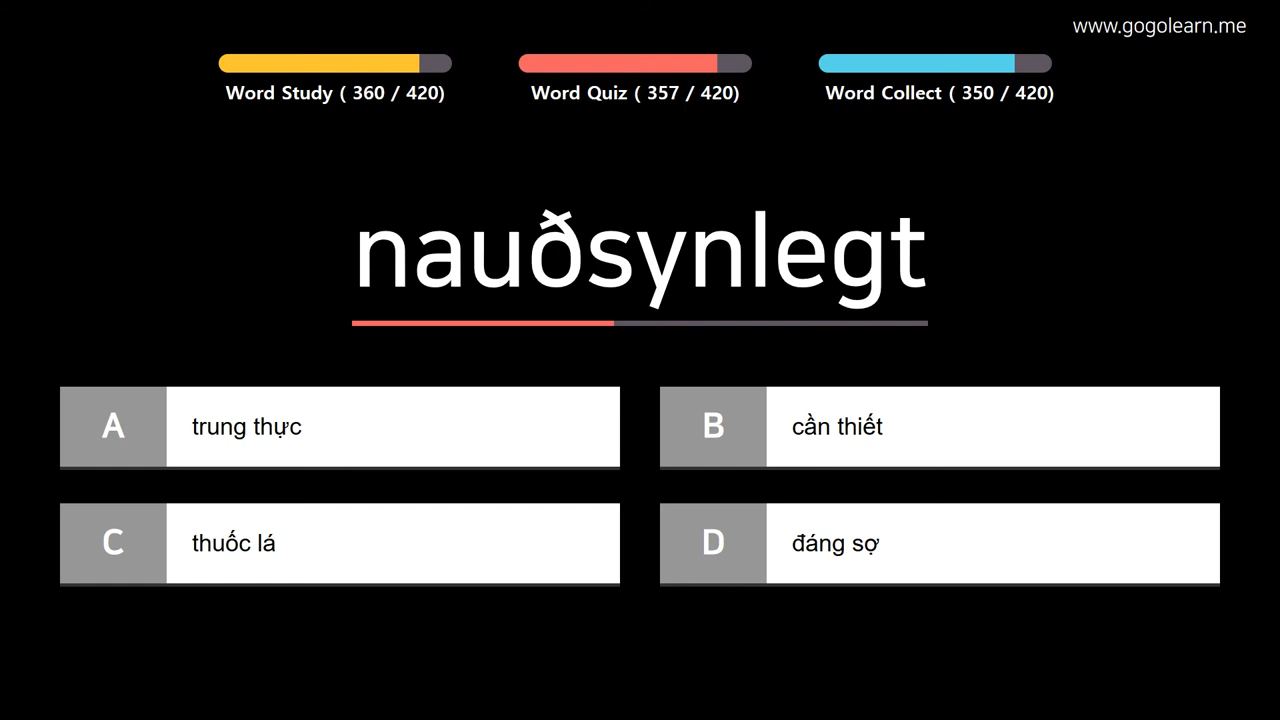 www.gogolearn.me
Word Study ( 360 / 420)
Word Quiz ( 357 / 420)
Word Collect ( 350 / 420)
nauðsynlegt
A
trung thực
B
cần thiết
C
thuốc lá
D
đáng sợ